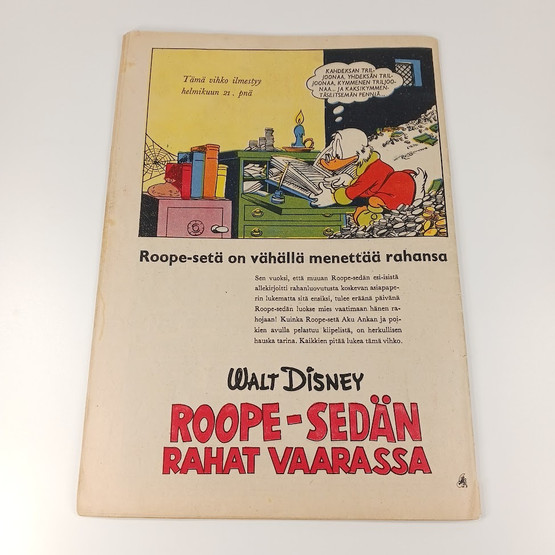 Tämä vihko ilmestyy
helmikuun 21. pnä
KAHDEKSAN TRIL-
JOONAA, YHDEKSÄN TRIL-
JOONAA, KYMMENEN TRILJOO-
NAA... JA KAKSIKYMMEN-
TÄSEITSEMÄN PENNIÄ...
Roope-setä on vähällä menettää rahansa
Sen vuoksi, että muuan Roope-sedän esi-isistä
allekirjoitti rahanluovutusta koskevan asiapape-
rin lukematta sitä ensiksi, tulee eräänä päivänä
Roope-sedän luokse mies vaatimaan hänen ra-
hojaan! Kuinka Roope-setä Aku Ankan ja poj-
kien avulla pelastuu kiipelistä, on herkullisen
hauska tarina. Kaikkien pitää lukea tämä vihko.
WALT DISNEY
ROOPE-SEDÄN
RAHAT VAARASSA